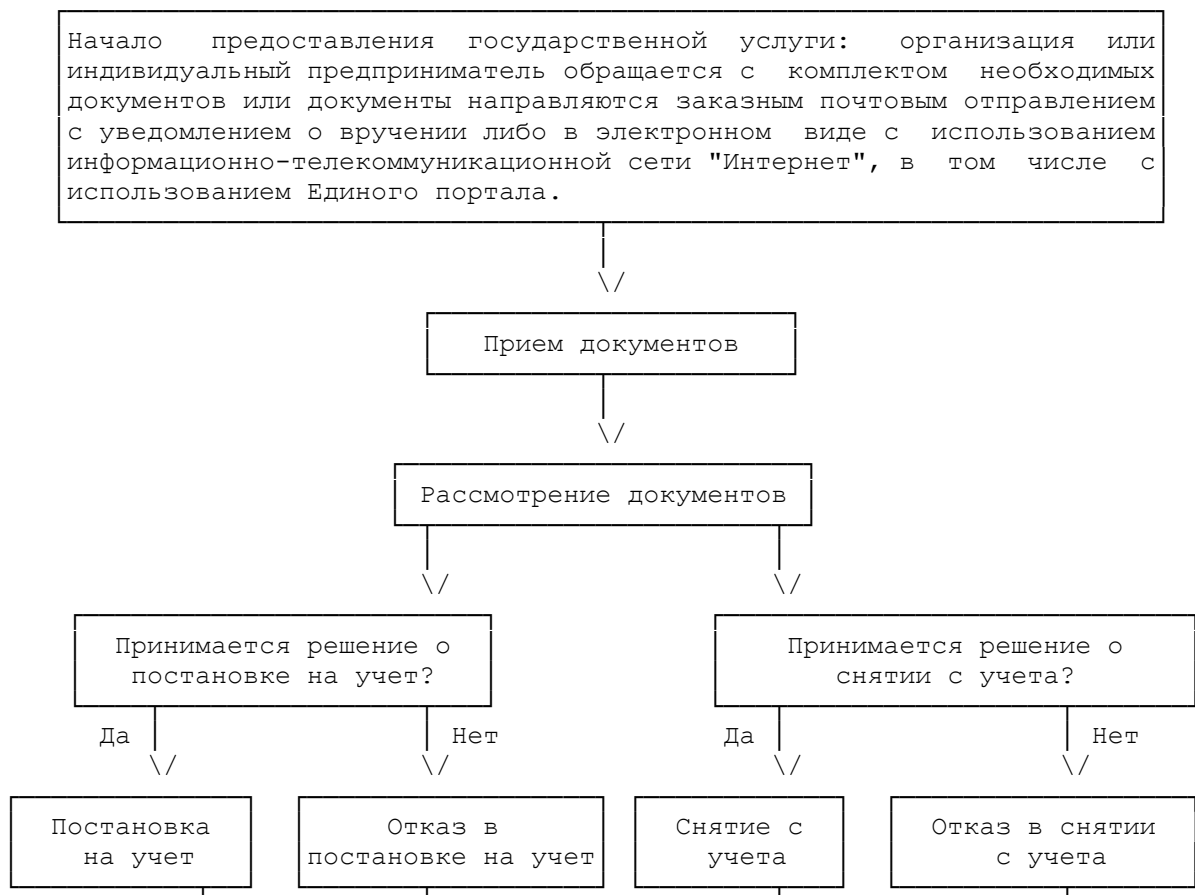 Начало предоставления государственной услуги: организация или
индивидуальный предприниматель обращается с комплектом необходимых
документов или документы направляются заказным почтовым отправлением
с уведомлением о вручении либо в электронном виде с использованием
информационно-телекоммуникационной сети "Интернет", в том числе с
использованием Единого портала.
Прием документов
Рассмотрение документов
Принимается решение о
постановке на учет?
Принимается решение о
снятии с учета?
Да
Нет
Да
Нет
Постановка
на учет
Отказ в
постановке на учет
Снятие с
учета
Отказ в снятии
с учета